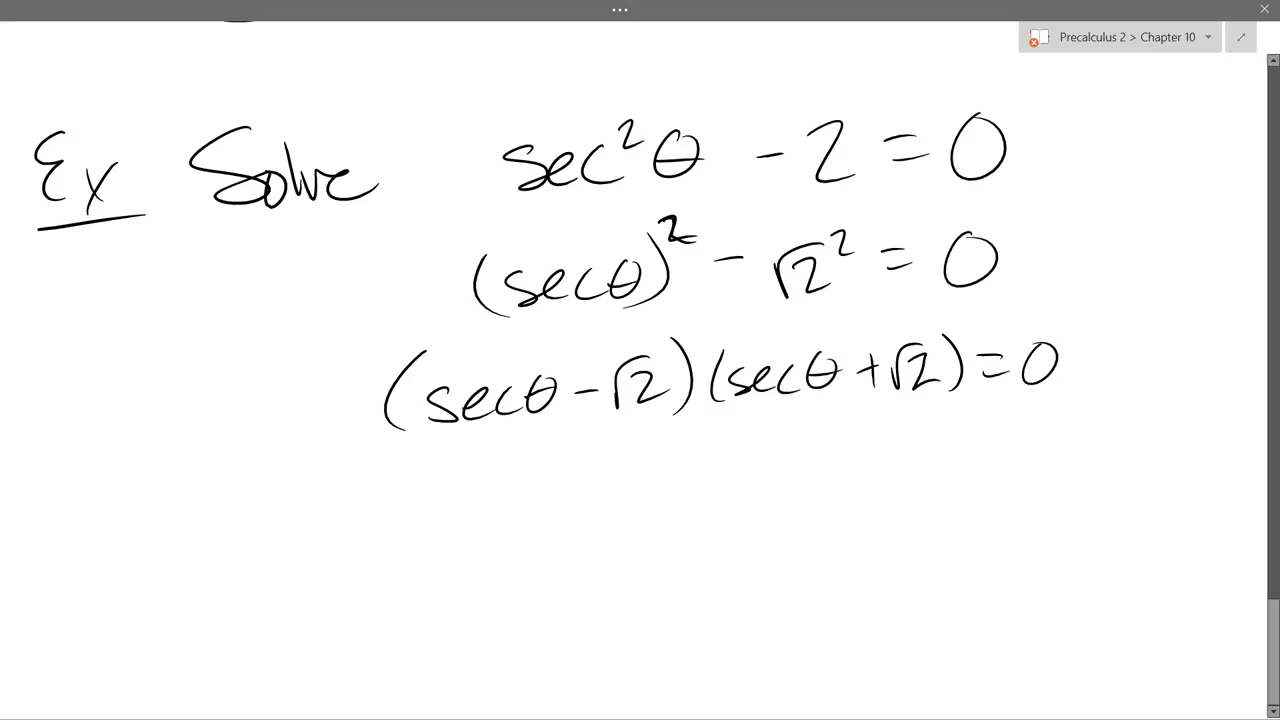 Precalculus 2 > Chapter 10
Ex Solve sec²θ - 2 = 0
(secθ)² - √2² = 0
(secθ - √2)(secθ + √2) = 0